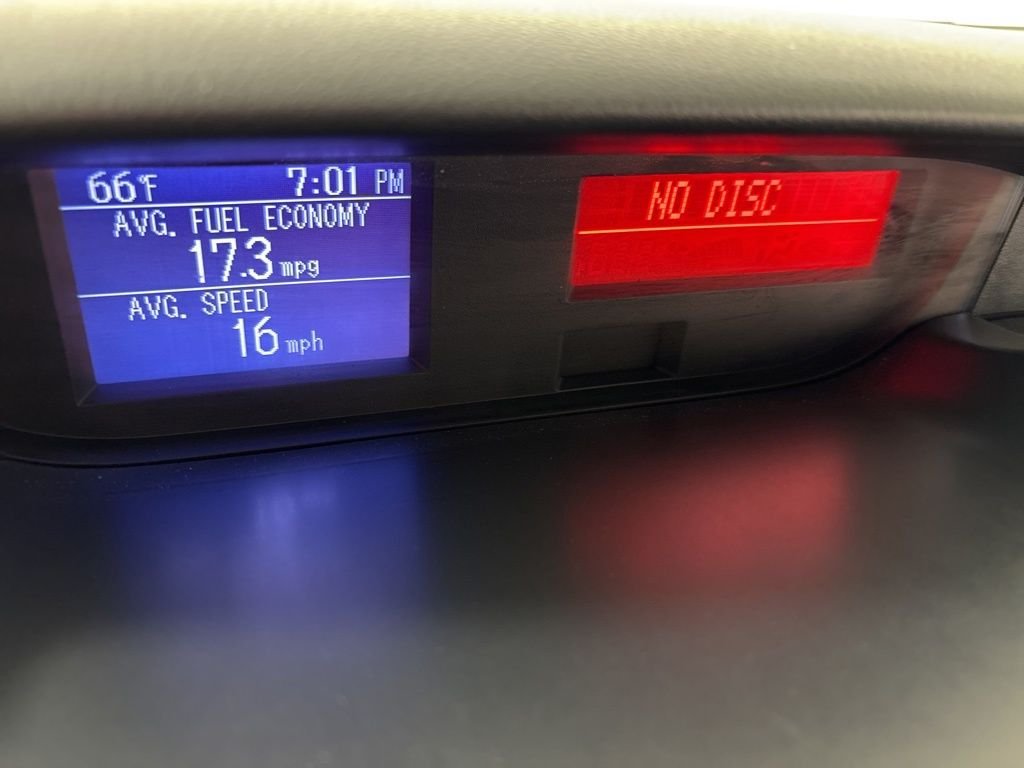 66°F 7:01 PM
AVG. FUEL ECONOMY
17.3 mpg
AVG. SPEED
16 mph
NO DISC